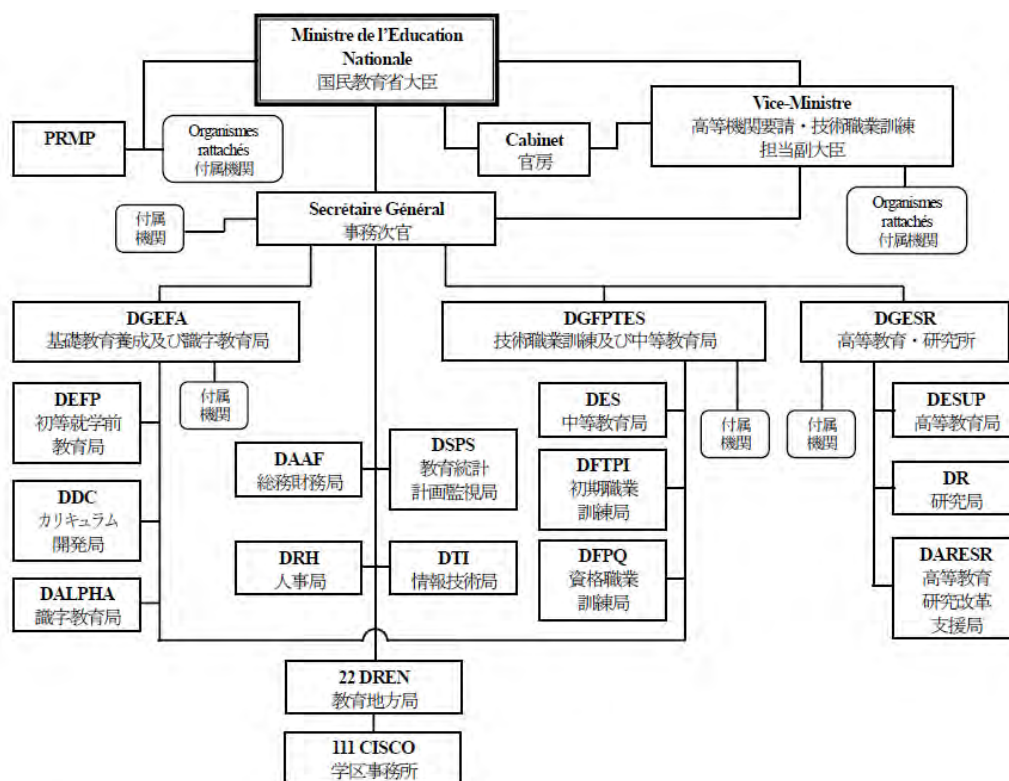 Ministre de l'Education
Nationale
国民教育省大臣
PRMP
Organismes
rattachés
付属機関
Cabinet
官房
Vice-Ministre
高等機関要請・技術職業訓練
担当副大臣
付属
機関
Secrétaire Général
事務次官
Organismes
rattachés
付属機関
DGEFA
基礎教育養成及び識字教育局
DGFPTES
技術職業訓練及び中等教育局
DGESR
高等教育・研究所
DEFP
初等就学前
教育局
付属
機関
DES
中等教育局
付属
機関
付属
機関
DESUP
高等教育局
DAAF
総務財務局
DSPS
教育統計
計画監視局
DFTPI
初期職業
訓練局
DR
研究局
DDC
カリキュラム
開発局
DRH
人事局
DTI
情報技術局
DFPQ
資格職業
訓練局
DARESR
高等教育
研究改革
支援局
DALPHA
識字教育局
22 DREN
教育地方局
111 CISCO
学区事務所